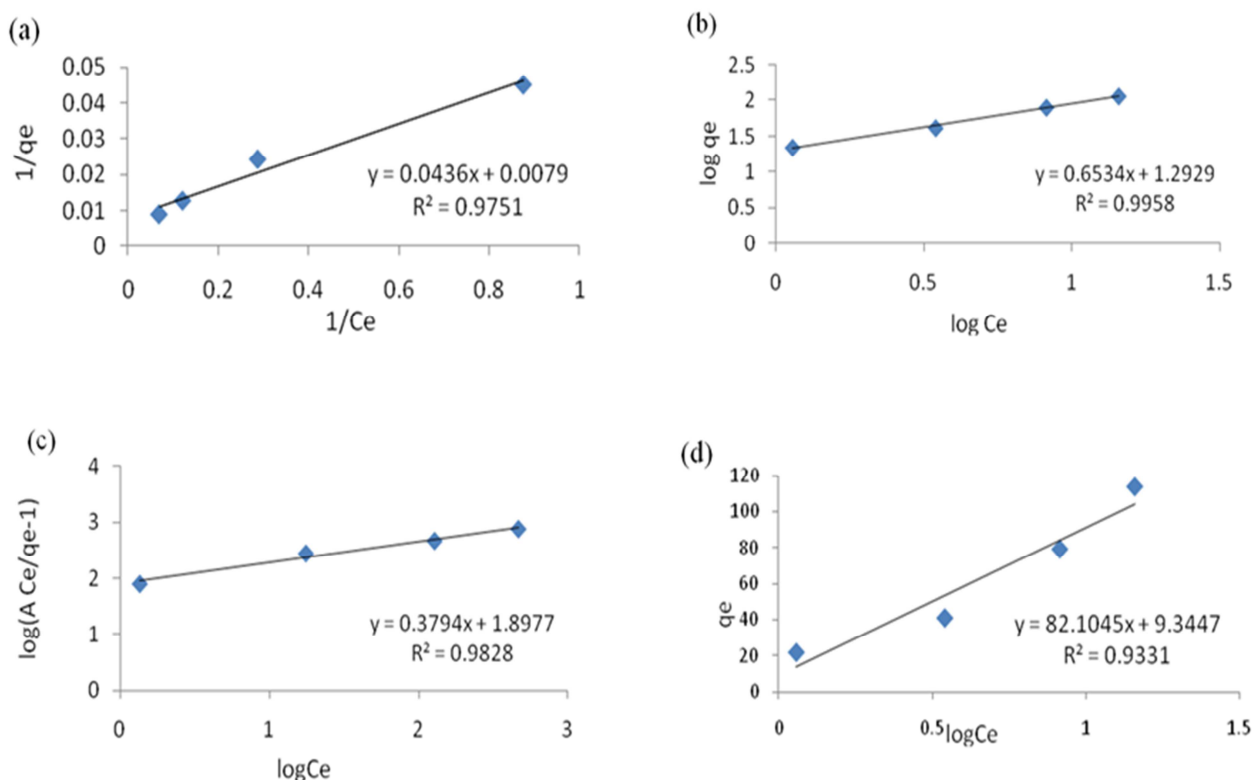 (a)
0.05
0.04
0.03
0.02
0.01
0
1/qe
y = 0.0436x + 0.0079
R² = 0.9751
0 0.2 0.4 0.6 0.8 1
1/Ce
(b)
2.5
2
1.5
1
0.5
0
log qe
y = 0.6534x + 1.2929
R² = 0.9958
0 0.5 1 1.5
log Ce
(c)
4
3
2
1
0
log(A Ce/qe-1)
y = 0.3794x + 1.8977
R² = 0.9828
0 1 2 3
logCe
(d)
120
100
80
60
40
20
0
qe
y = 82.1045x + 9.3447
R² = 0.9331
0 0.5 1 1.5
logCe